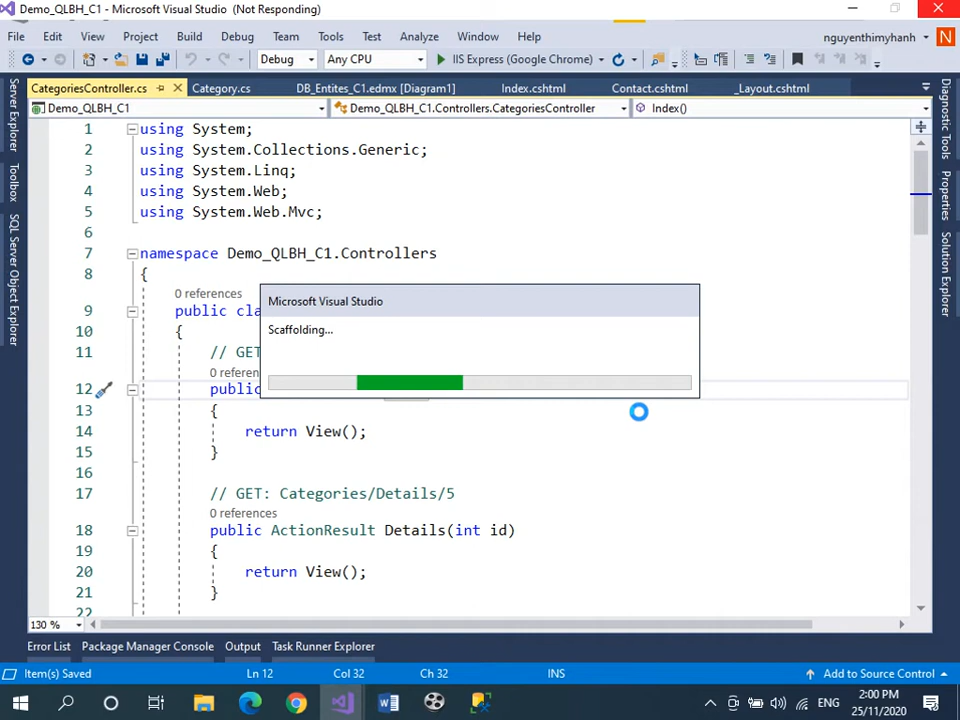 Demo_QLBH_C1 - Microsoft Visual Studio (Not Responding)
File Edit View Project Build Debug Team Tools Test Analyze Window Help nguyenthimyhanh N
Debug Any CPU IIS Express (Google Chrome)
CategoriesController.cs Category.cs DB_Entites_C1.edmx [Diagram1] Index.cshtml Contact.cshtml _Layout.cshtml
Demo_QLBH_C1 Demo_QLBH_C1.Controllers.CategoriesController Index()
Server Explorer
Toolbox
SQL Server Object Explorer
Diagnostic Tools
Properties
Solution Explorer
1 using System;
2 using System.Collections.Generic;
3 using System.Linq;
4 using System.Web;
5 using System.Web.Mvc;
6
7 namespace Demo_QLBH_C1.Controllers
8 {
0 references
9 public cla
10 {
11 // GET
0 referen
12 public
13 {
14 return View();
15 }
16
17 // GET: Categories/Details/5
0 references
18 public ActionResult Details(int id)
19 {
20 return View();
21 }
22
Microsoft Visual Studio
Scaffolding...
130 %
Error List Package Manager Console Output Task Runner Explorer
Item(s) Saved Ln 12 Col 32 Ch 32 INS Add to Source Control
ENG 2:00 PM
25/11/2020